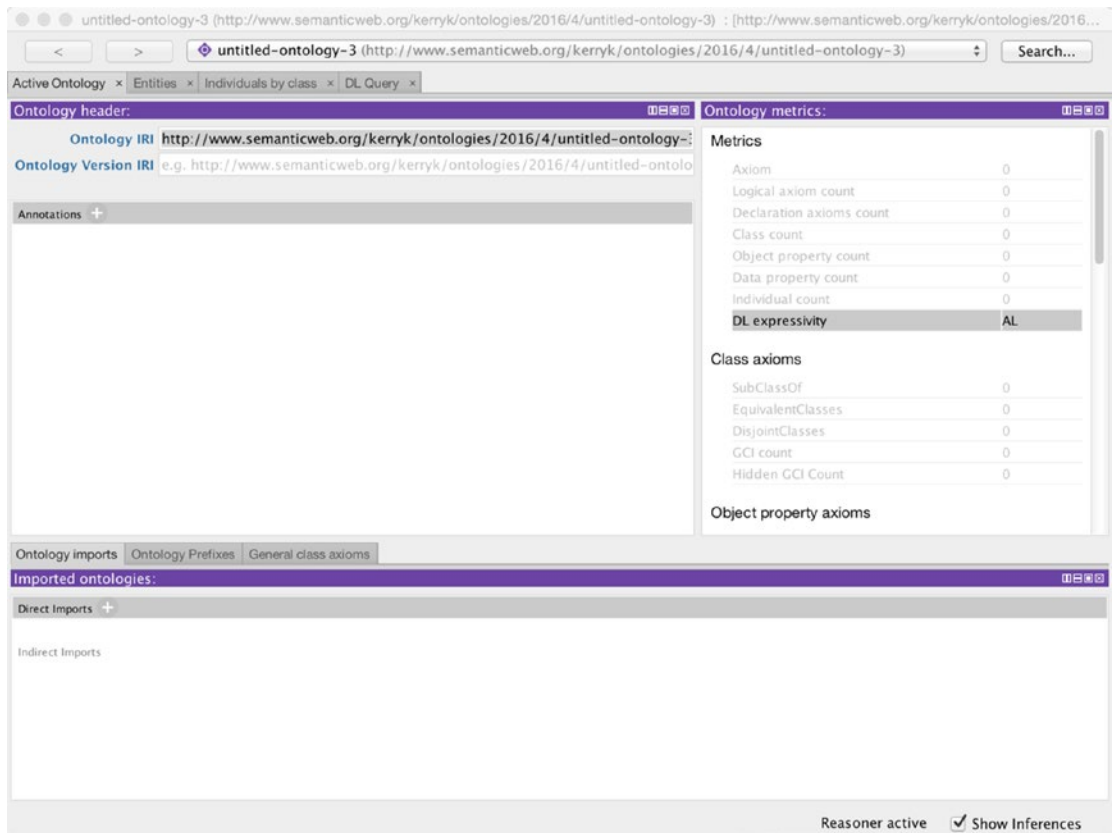 untitled-ontology-3 (http://www.semanticweb.org/kerryk/ontologies/2016/4/untitled-ontology-3) : [http://www.semanticweb.org/kerryk/ontologies/2016...
< > untitled-ontology-3 (http://www.semanticweb.org/kerryk/ontologies/2016/4/untitled-ontology-3) Search...
Active Ontology × Entities × Individuals by class × DL Query ×
Ontology header:
Ontology IRI http://www.semanticweb.org/kerryk/ontologies/2016/4/untitled-ontology-3
Ontology Version IRI e.g. http://www.semanticweb.org/kerryk/ontologies/2016/4/untitled-ontolo
Annotations +
Ontology metrics:
Metrics
Axiom 0
Logical axiom count 0
Declaration axioms count 0
Class count 0
Object property count 0
Data property count 0
Individual count 0
DL expressivity AL
Class axioms
SubClassOf 0
EquivalentClasses 0
DisjointClasses 0
GCI count 0
Hidden GCI Count 0
Object property axioms
Ontology imports Ontology Prefixes General class axioms
Imported ontologies:
Direct Imports +
Indirect Imports
Reasoner active ✓ Show Inferences